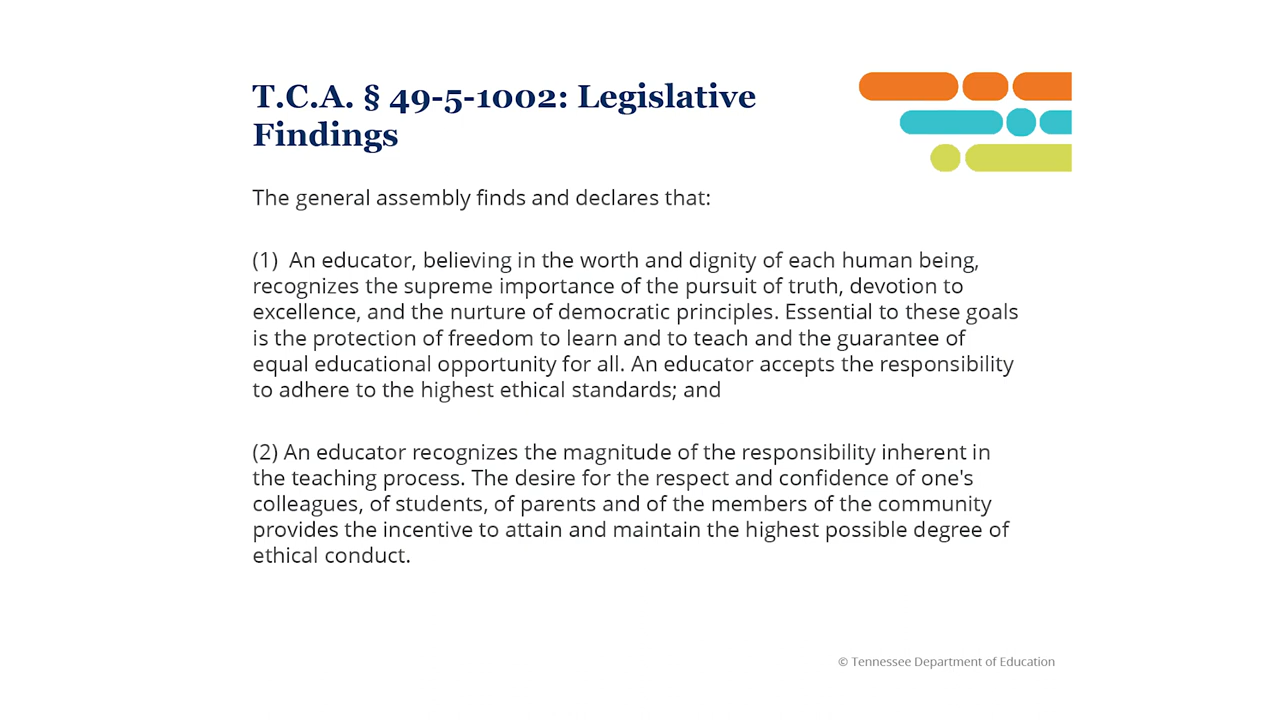 T.C.A. § 49-5-1002: Legislative
Findings
The general assembly finds and declares that:
(1) An educator, believing in the worth and dignity of each human being,
recognizes the supreme importance of the pursuit of truth, devotion to
excellence, and the nurture of democratic principles. Essential to these goals
is the protection of freedom to learn and to teach and the guarantee of
equal educational opportunity for all. An educator accepts the responsibility
to adhere to the highest ethical standards; and
(2) An educator recognizes the magnitude of the responsibility inherent in
the teaching process. The desire for the respect and confidence of one's
colleagues, of students, of parents and of the members of the community
provides the incentive to attain and maintain the highest possible degree of
ethical conduct.
© Tennessee Department of Education